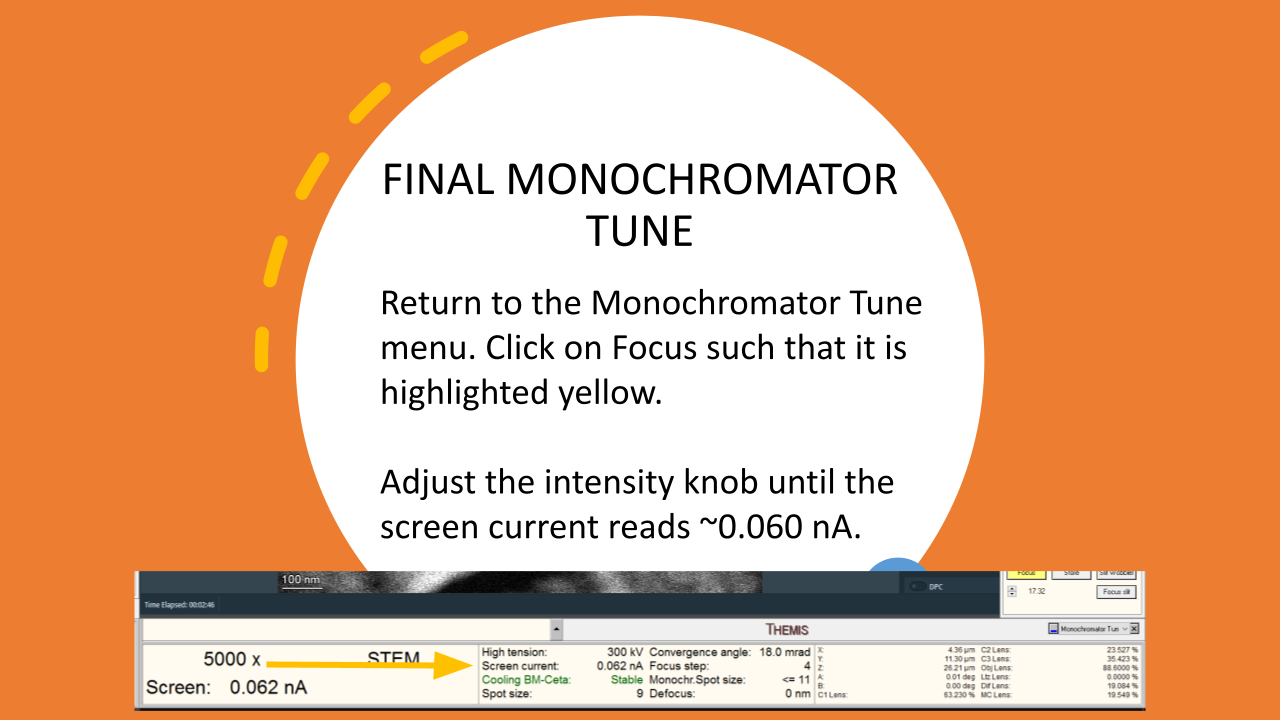 FINAL MONOCHROMATOR
TUNE
Return to the Monochromator Tune
menu. Click on Focus such that it is
highlighted yellow.
Adjust the intensity knob until the
screen current reads ~0.060 nA.
100 nm
DPC
Focus
17.32
Focus slit
Time Elapsed: 00:02:46
THEMIS
Monochromator Tun
5000 x STEM
Screen: 0.062 nA
High tension: 300 kV Convergence angle: 18.0 mrad
Screen current: 0.062 nA Focus step: 4
Cooling BM-Ceta: Stable Monochr.Spot size: <= 11
Spot size: 9 Defocus: 0 nm
X: 4.36 µm C2 Lens: 23.527 %
Y: 11.30 µm C3 Lens: 35.423 %
Z: 26.21 µm Obj Lens: 88.6000 %
A: 0.01 deg Ltz Lens: 0.0000 %
B: 0.00 deg Dif Lens: 19.084 %
C1 Lens: 63.230 % MC Lens: 19.549 %